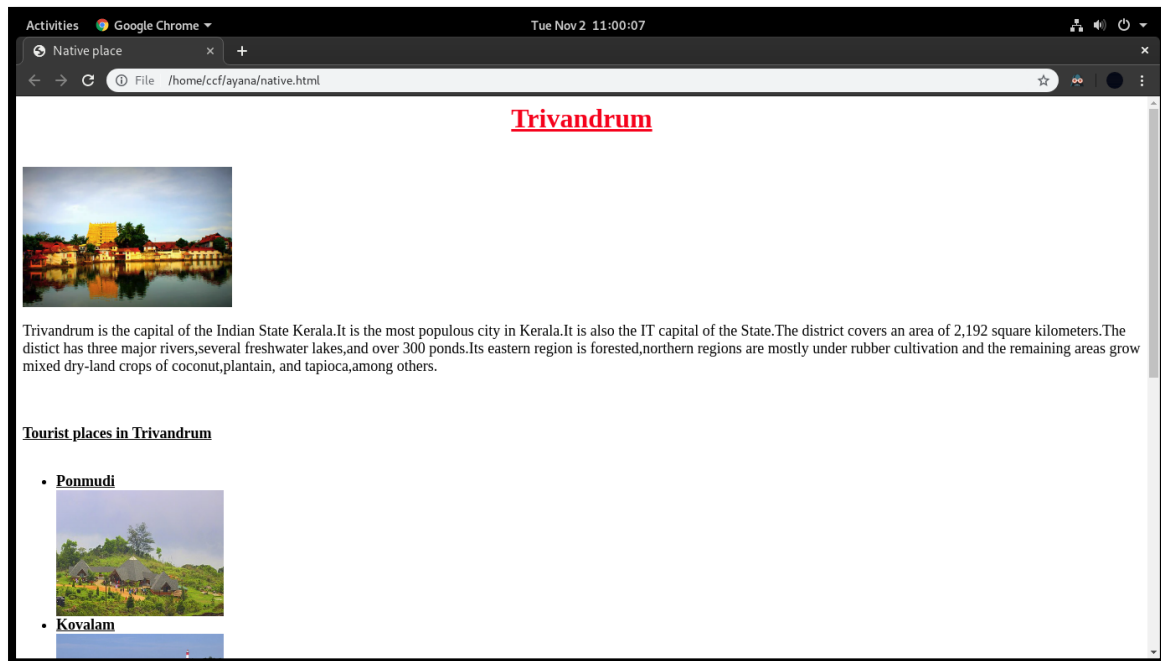 Activities Google Chrome Tue Nov 2 11:00:07
Native place
File /home/ccf/ayana/native.html
Trivandrum
Trivandrum is the capital of the Indian State Kerala.It is the most populous city in Kerala.It is also the IT capital of the State.The district covers an area of 2,192 square kilometers.The
distict has three major rivers,several freshwater lakes,and over 300 ponds.Its eastern region is forested,northern regions are mostly under rubber cultivation and the remaining areas grow
mixed dry-land crops of coconut,plantain, and tapioca,among others.
Tourist places in Trivandrum
Ponmudi
Kovalam